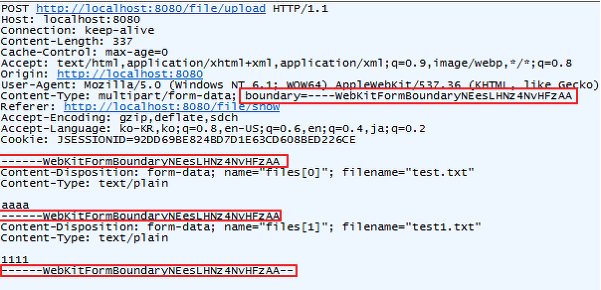 POST http://localhost:8080/file/upload HTTP/1.1
Host: localhost:8080
Connection: keep-alive
Content-Length: 337
Cache-Control: max-age=0
Accept: text/html,application/xhtml+xml,application/xml;q=0.9,image/webp,*/*;q=0.8
Origin: http://localhost:8080
User-Agent: Mozilla/5.0 (Windows NT 6.1; WOW64) AppleWebKit/537.36 (KHTML, like Gecko)
Content-Type: multipart/form-data; boundary=----WebKitFormBoundaryNEesLHNz4NvHFzAA
Referer: http://localhost:8080/file/show
Accept-Encoding: gzip,deflate,sdch
Accept-Language: ko-KR,ko;q=0.8,en-US;q=0.6,en;q=0.4,ja;q=0.2
Cookie: JSESSIONID=92DD69BE824BD7D1E63CD608BED226CE
------WebKitFormBoundaryNEesLHNz4NvHFzAA
Content-Disposition: form-data; name="files[0]"; filename="test.txt"
Content-Type: text/plain
aaaa
------WebKitFormBoundaryNEesLHNz4NvHFzAA
Content-Disposition: form-data; name="files[1]"; filename="test1.txt"
Content-Type: text/plain
1111
------WebKitFormBoundaryNEesLHNz4NvHFzAA--